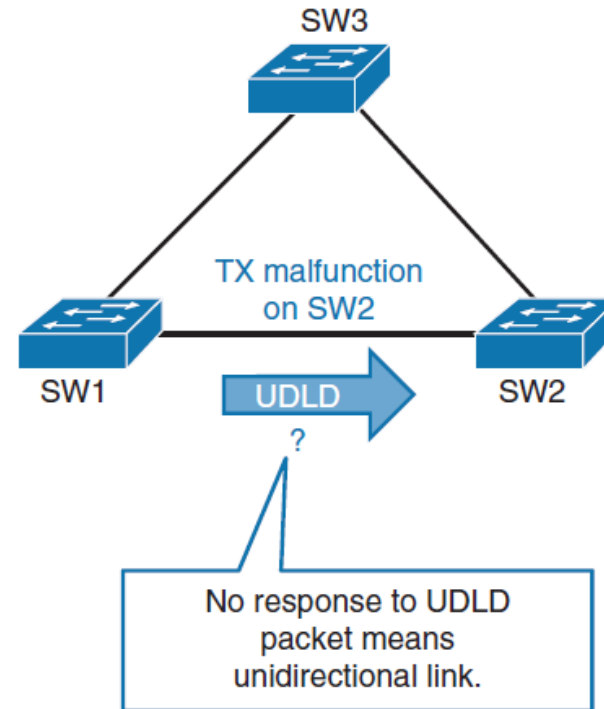 SW3
TX malfunction
on SW2
SW1
SW2
UDLD
?
No response to UDLD
packet means
unidirectional link.